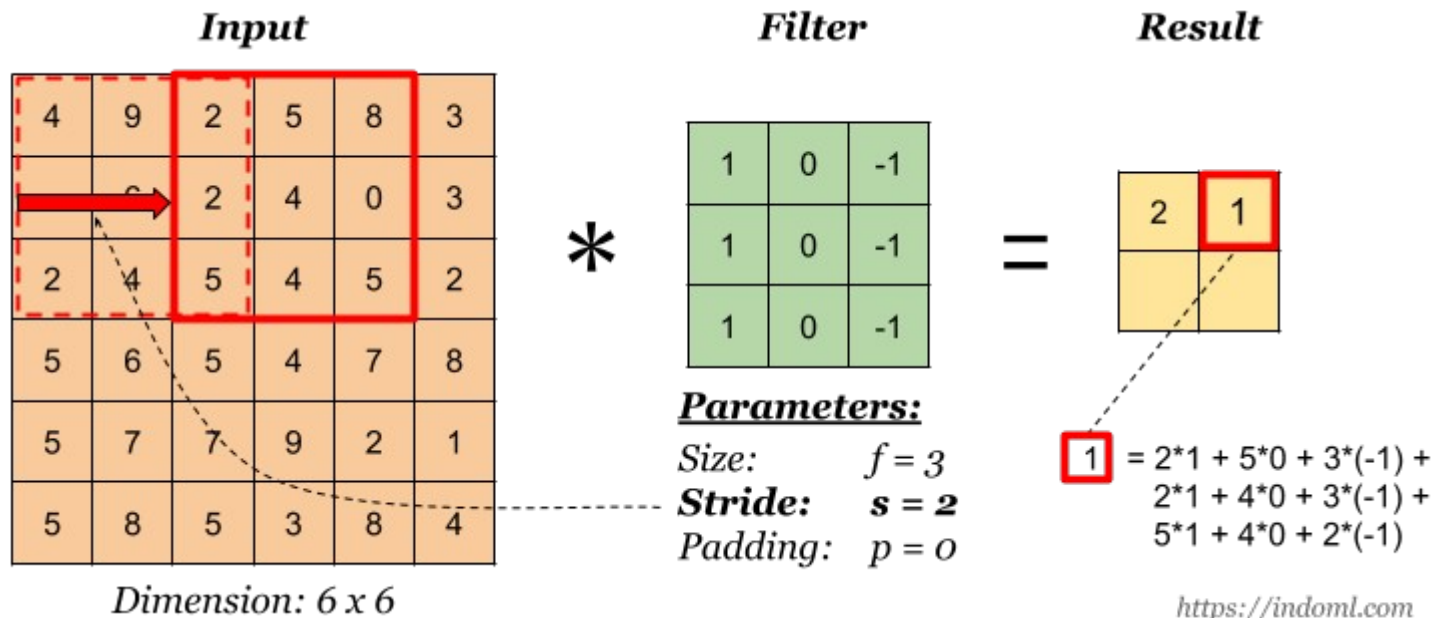 Input Filter Result
4 9 2 5 8 3
2 4 0 3
2 4 5 4 5 2
5 6 5 4 7 8
5 7 7 9 2 1
5 8 5 3 8 4
Dimension: 6 x 6
*
1 0 -1
1 0 -1
1 0 -1
Parameters:
Size: f = 3
Stride: s = 2
Padding: p = 0
=
2 1
1 = 2*1 + 5*0 + 3*(-1) +
2*1 + 4*0 + 3*(-1) +
5*1 + 4*0 + 2*(-1)
https://indoml.com